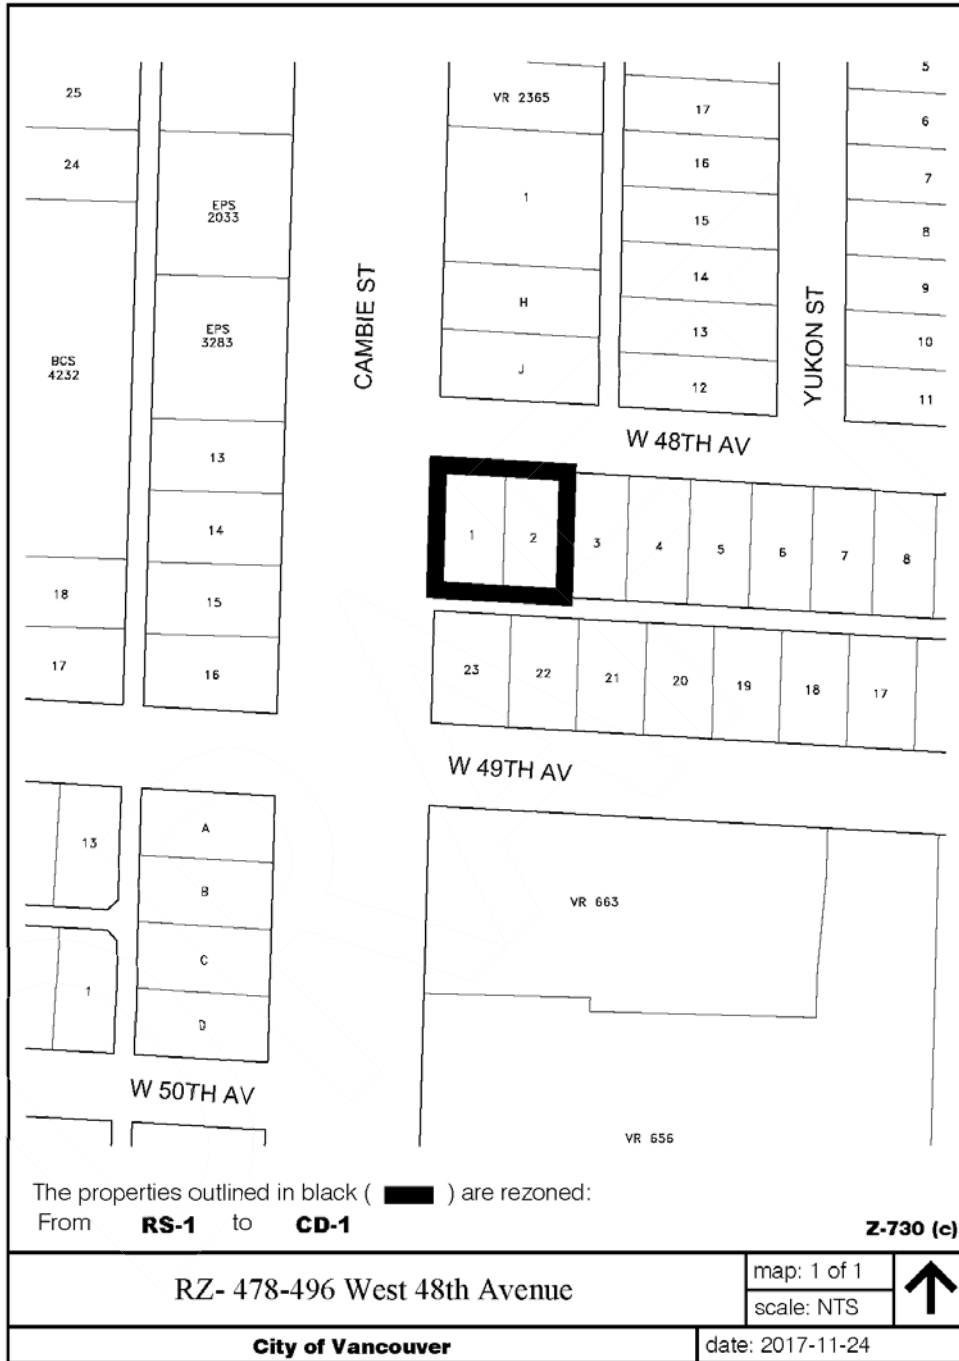 5
25
VR 2365
17
6
24
16
7
EPS
2033
1
15
8
14
9
H
CAMBIE ST
YUKON ST
EPS
3283
13
10
BCS
4232
J
12
11
W 48TH AV
13
14
1
2
3
4
5
6
7
8
18
15
17
16
23
22
21
20
19
18
17
W 49TH AV
13
A
B
VR 663
C
1
D
W 50TH AV
VR 656
The properties outlined in black ( ) are rezoned:
From RS-1 to CD-1
Z-730 (c)
RZ- 478-496 West 48th Avenue
map: 1 of 1
scale: NTS
City of Vancouver
date: 2017-11-24